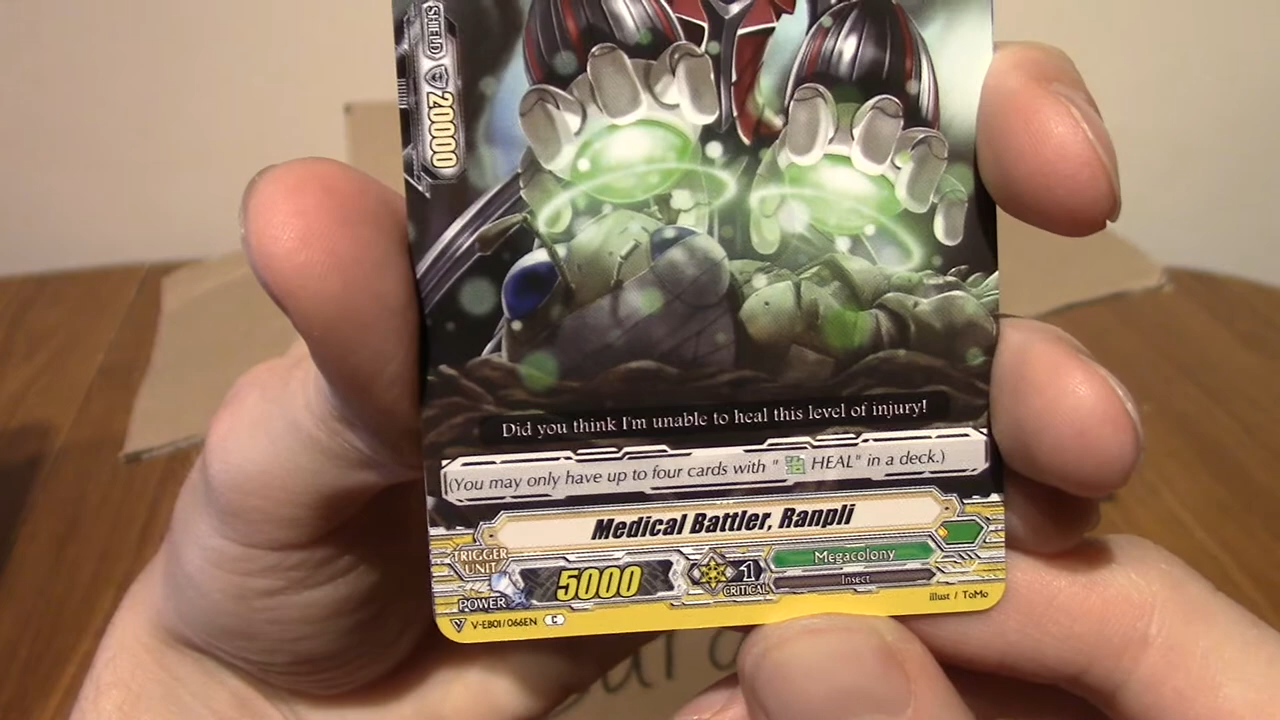 SHIELD
20000
Did you think I'm unable to heal this level of injury!
(You may only have up to four cards with " HEAL" in a deck.)
Medical Battler, Ranpli
TRIGGER
UNIT
POWER
5000
1
CRITICAL
Megacolony
Insect
illust / ToMo
V-EB01/066EN C